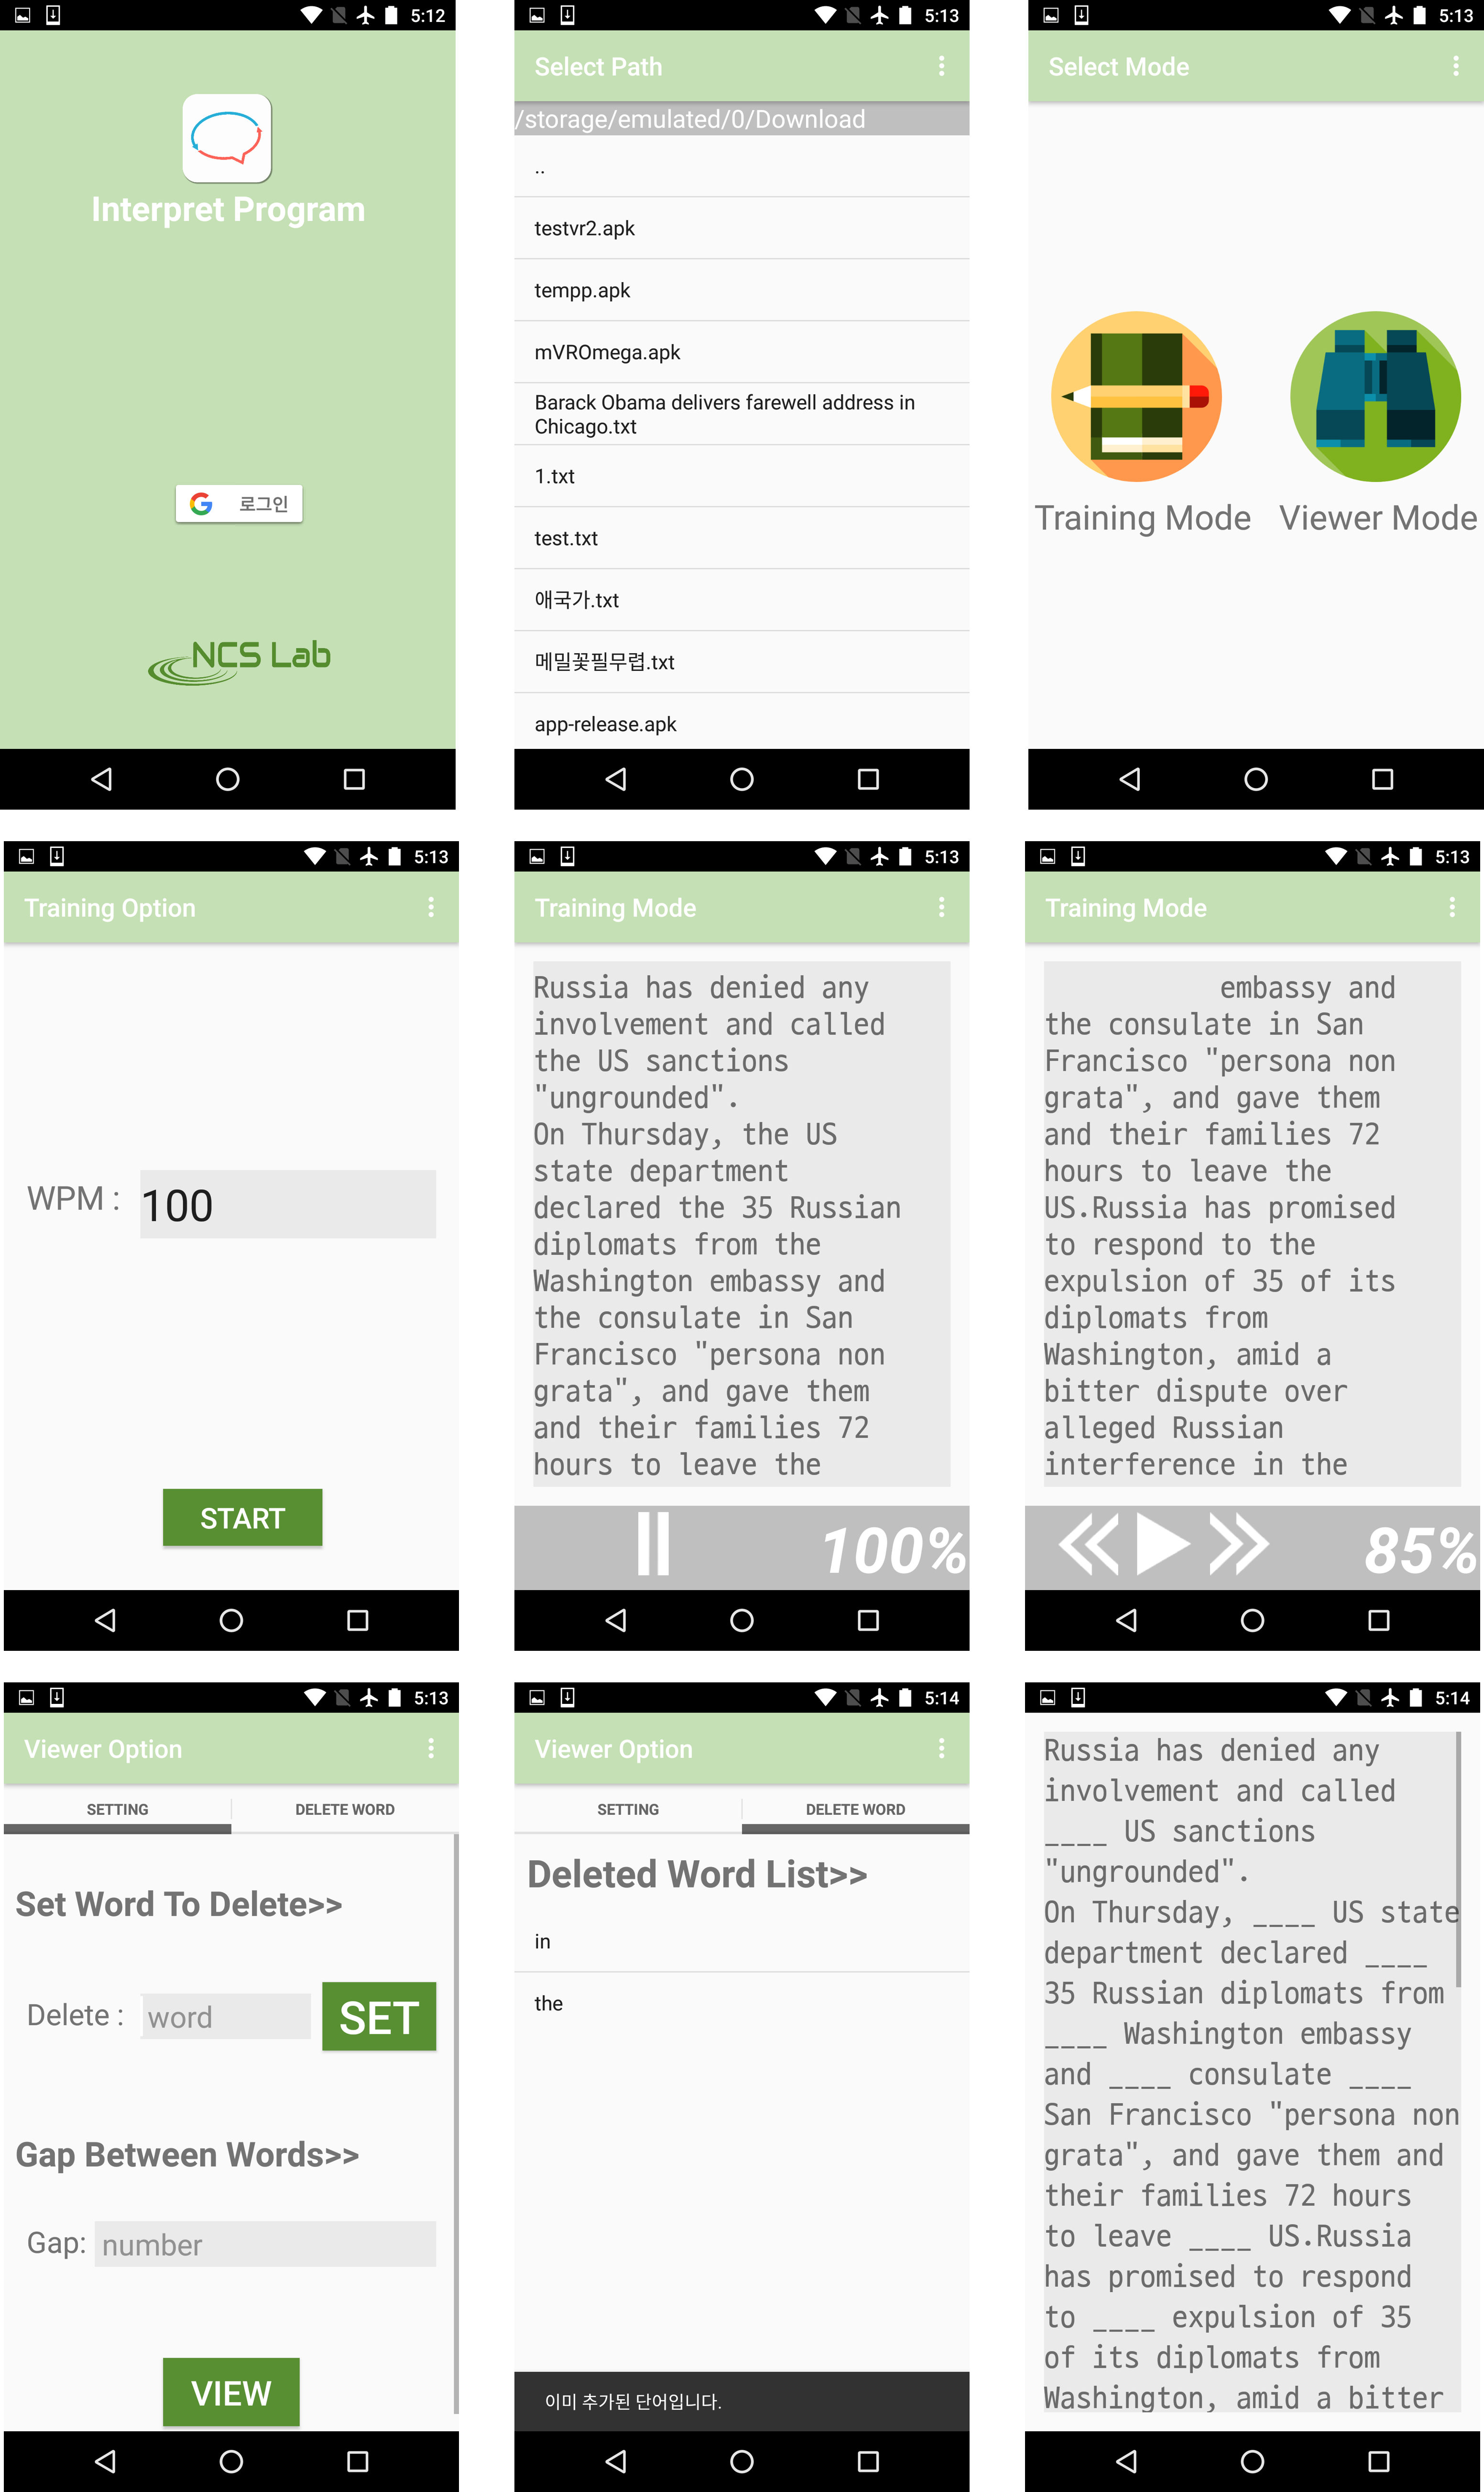 5:12
Interpret Program
로그인
NCS Lab
5:13
Select Path
/storage/emulated/0/Download
..
testvr2.apk
tempp.apk
mVROmega.apk
Barack Obama delivers farewell address in
Chicago.txt
1.txt
test.txt
애국가.txt
메밀꽃필무렵.txt
app-release.apk
5:13
Select Mode
Training Mode
Viewer Mode
5:13
Training Option
WPM :
100
START
5:13
Training Mode
Russia has denied any
involvement and called
the US sanctions
"ungrounded".
On Thursday, the US
state department
declared the 35 Russian
diplomats from the
Washington embassy and
the consulate in San
Francisco "persona non
grata", and gave them
and their families 72
hours to leave the
100%
5:13
Training Mode
embassy and
the consulate in San
Francisco "persona non
grata", and gave them
and their families 72
hours to leave the
US.Russia has promised
to respond to the
expulsion of 35 of its
diplomats from
Washington, amid a
bitter dispute over
alleged Russian
interference in the
85%
5:13
Viewer Option
SETTING
DELETE WORD
Set Word To Delete>>
Delete :
word
SET
Gap Between Words>>
Gap:
number
VIEW
5:14
Viewer Option
SETTING
DELETE WORD
Deleted Word List>>
in
the
이미 추가된 단어입니다.
5:14
Russia has denied any
involvement and called
____ US sanctions
"ungrounded".
On Thursday, ____ US state
department declared ____
35 Russian diplomats from
____ Washington embassy
and ____ consulate ____
San Francisco "persona non
grata", and gave them and
their families 72 hours
to leave ____ US.Russia
has promised to respond
to ____ expulsion of 35
of its diplomats from
Washington, amid a bitter